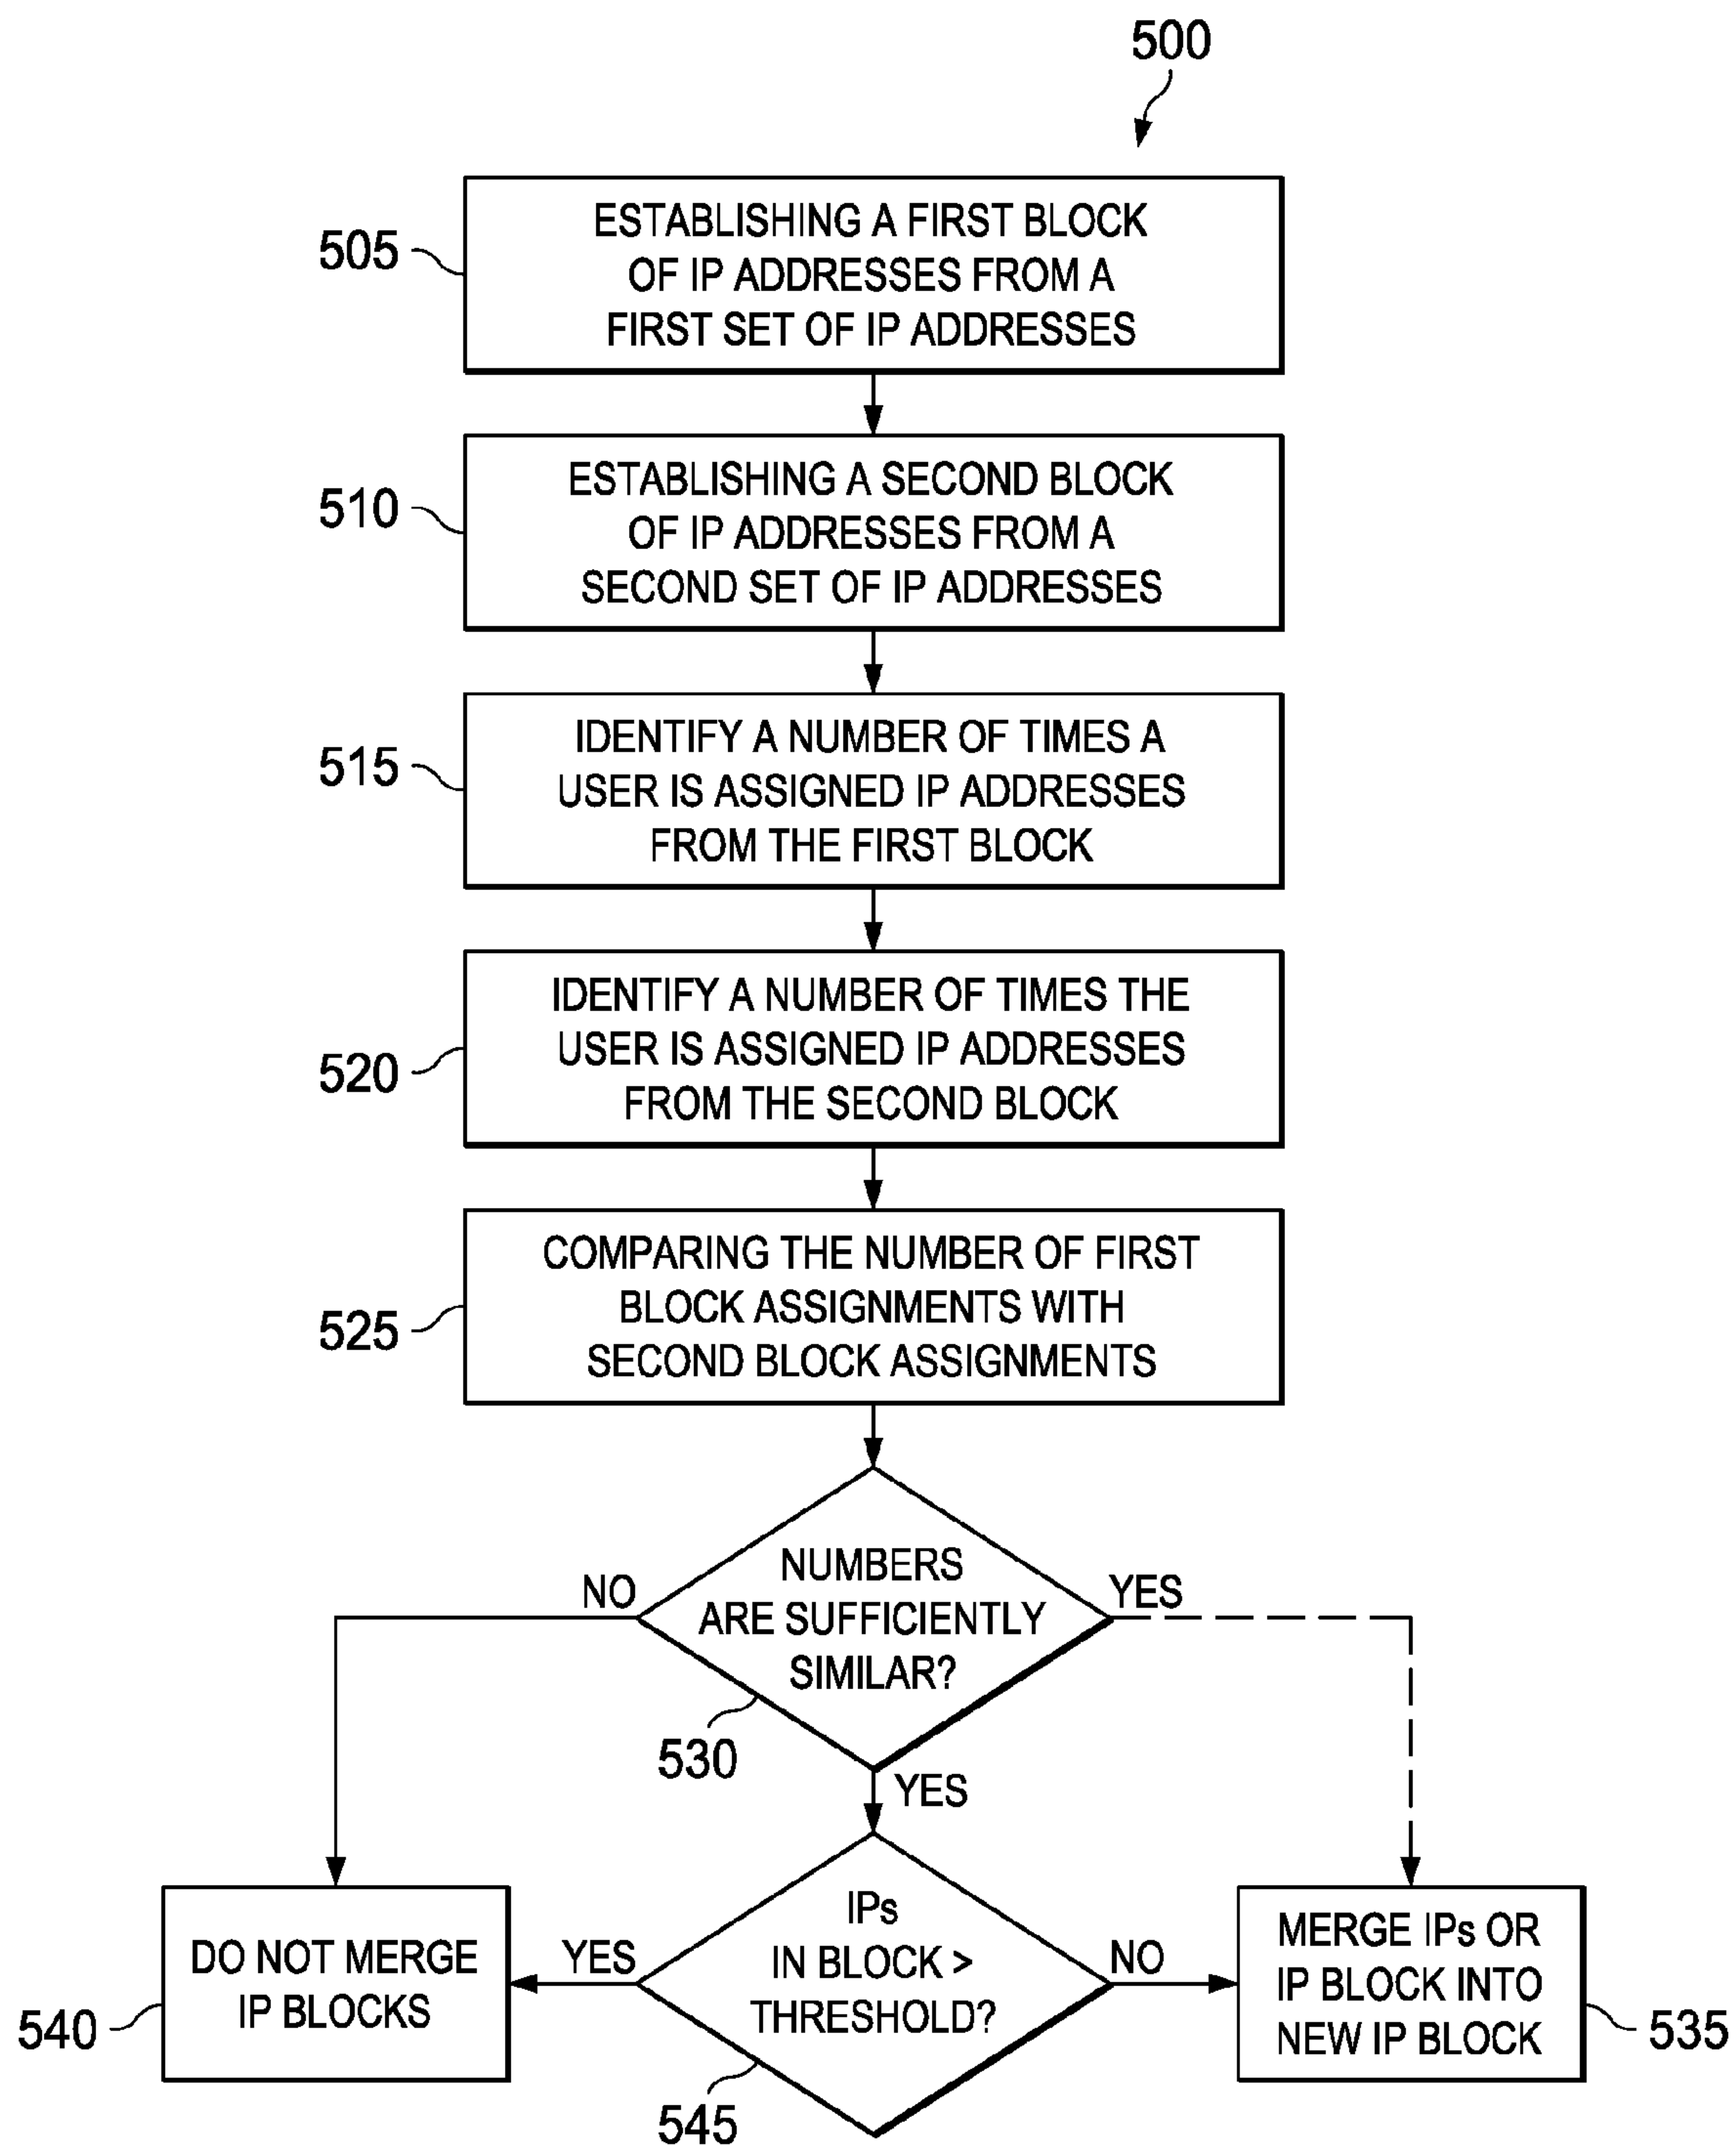 500
505
ESTABLISHING A FIRST BLOCK
OF IP ADDRESSES FROM A
FIRST SET OF IP ADDRESSES
510
ESTABLISHING A SECOND BLOCK
OF IP ADDRESSES FROM A
SECOND SET OF IP ADDRESSES
515
IDENTIFY A NUMBER OF TIMES A
USER IS ASSIGNED IP ADDRESSES
FROM THE FIRST BLOCK
520
IDENTIFY A NUMBER OF TIMES THE
USER IS ASSIGNED IP ADDRESSES
FROM THE SECOND BLOCK
525
COMPARING THE NUMBER OF FIRST
BLOCK ASSIGNMENTS WITH
SECOND BLOCK ASSIGNMENTS
NO
NUMBERS
ARE SUFFICIENTLY
SIMILAR?
YES
530
YES
540
DO NOT MERGE
IP BLOCKS
YES
IPs
IN BLOCK >
THRESHOLD?
NO
545
MERGE IPs OR
IP BLOCK INTO
NEW IP BLOCK
535